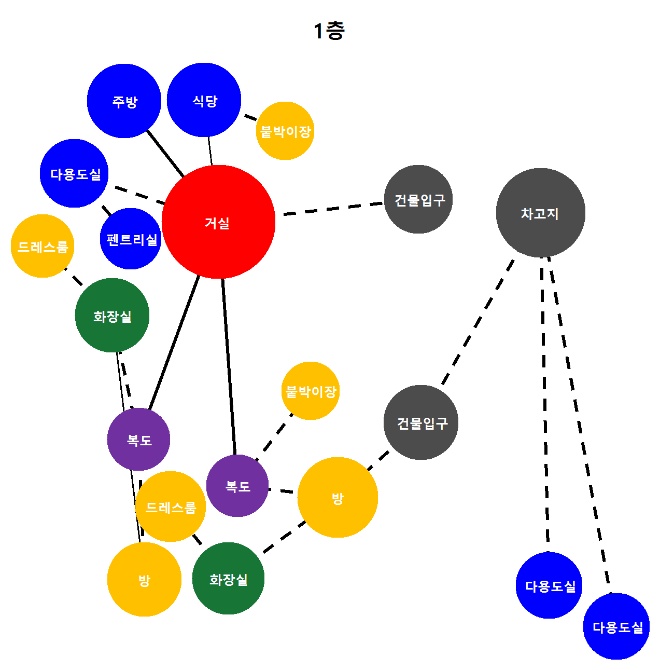 1층
주방
식당
붙박이장
다용도실
건물입구
차고지
거실
펜트리실
드레스룸
화장실
붙박이장
건물입구
복도
복도
방
드레스룸
방
화장실
다용도실
다용도실